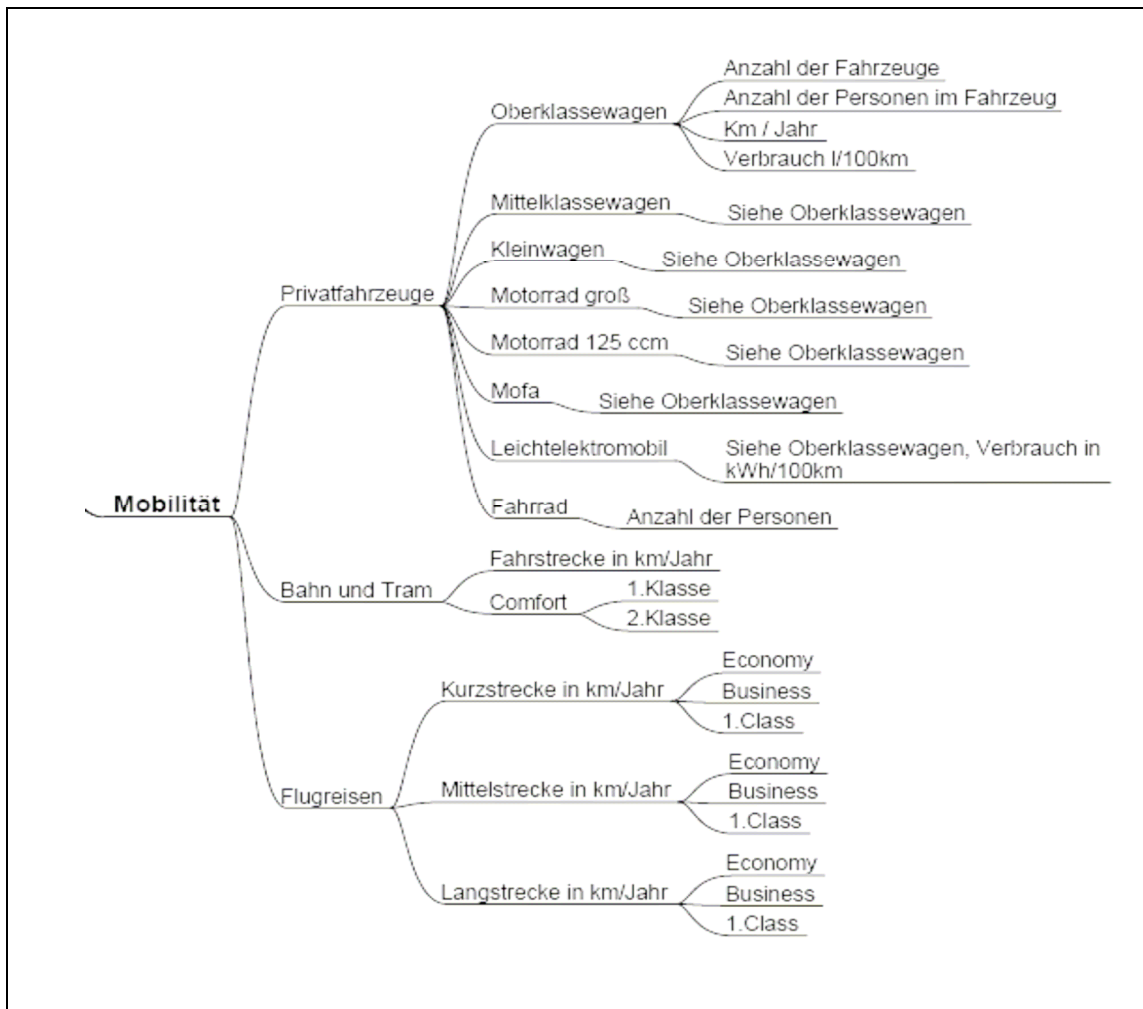 Mobilität
Privatfahrzeuge
Oberklassewagen
Anzahl der Fahrzeuge
Anzahl der Personen im Fahrzeug
Km / Jahr
Verbrauch l/100km
Mittelklassewagen
Siehe Oberklassewagen
Kleinwagen
Siehe Oberklassewagen
Motorrad groß
Siehe Oberklassewagen
Motorrad 125 ccm
Siehe Oberklassewagen
Mofa
Siehe Oberklassewagen
Leichtelektromobil
Siehe Oberklassewagen, Verbrauch in
kWh/100km
Fahrrad
Anzahl der Personen
Bahn und Tram
Fahrstrecke in km/Jahr
Comfort
1.Klasse
2.Klasse
Flugreisen
Kurzstrecke in km/Jahr
Economy
Business
1.Class
Mittelstrecke in km/Jahr
Economy
Business
1.Class
Langstrecke in km/Jahr
Economy
Business
1.Class